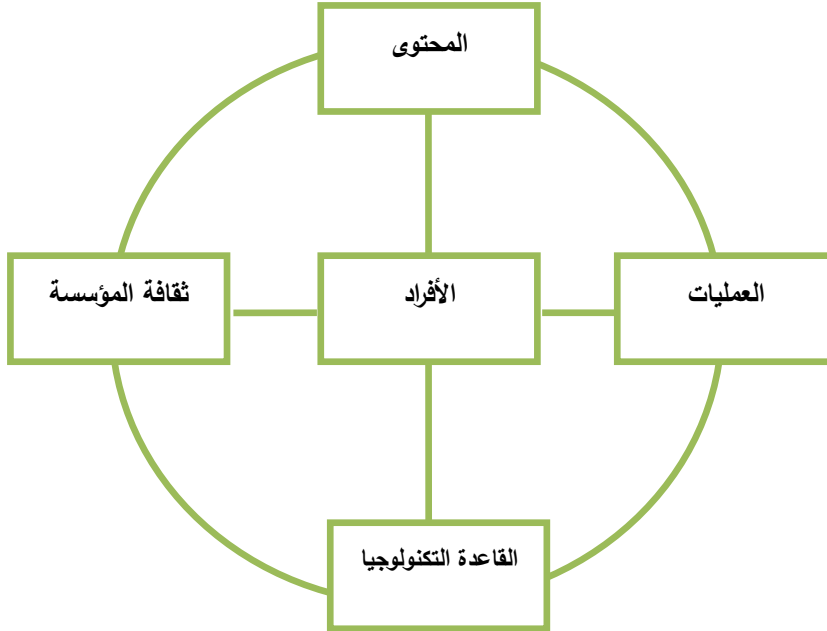 المحتوى
العمليات
الأفراد
ثقافة المؤسسة
القاعدة التكنولوجيا